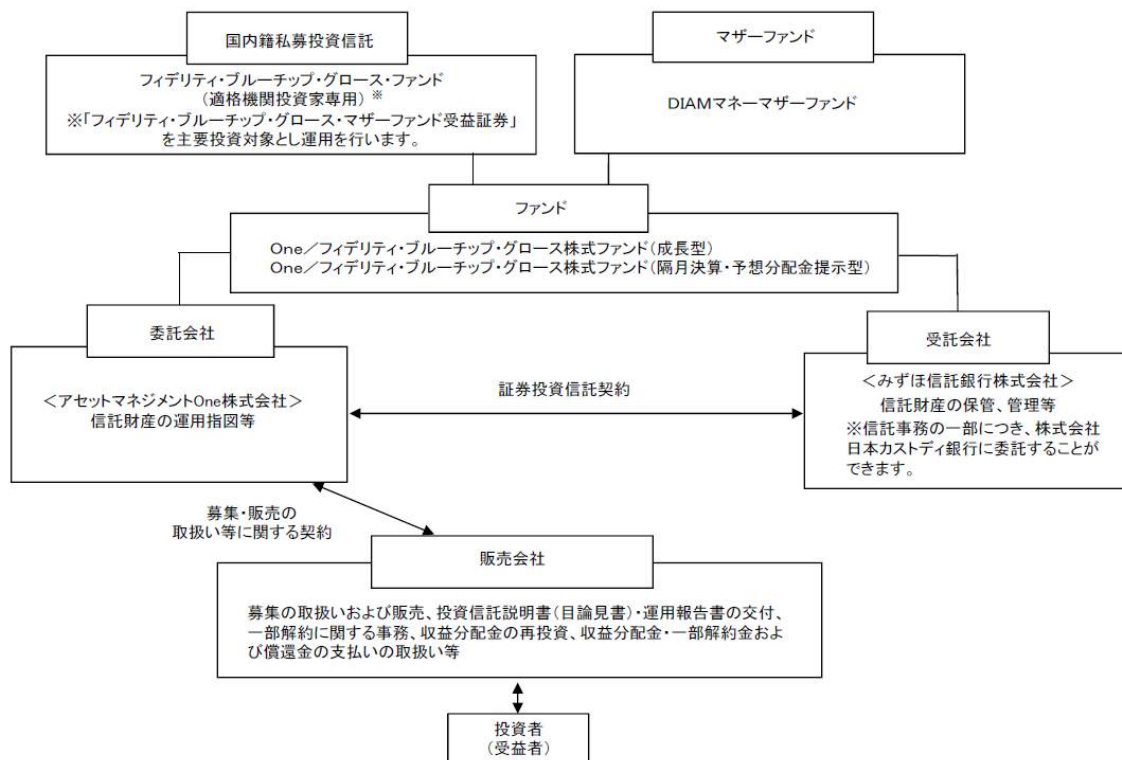 国内籍私募投資信託
フィデリティ・ブルーチップ・グロース・ファンド
(適格機関投資家専用) ※
※「フィデリティ・ブルーチップ・グロース・マザーファンド受益証券」
を主要投資対象とし運用を行います。
マザーファンド
DIAMマネーマザーファンド
ファンド
One／フィデリティ・ブルーチップ・グロース株式ファンド(成長型)
One／フィデリティ・ブルーチップ・グロース株式ファンド(隔月決算・予想分配金提示型)
委託会社
＜アセットマネジメントOne株式会社＞
信託財産の運用指図等
証券投資信託契約
受託会社
＜みずほ信託銀行株式会社＞
信託財産の保管、管理等
※信託事務の一部につき、株式会社
日本カストディ銀行に委託することが
できます。
募集・販売の
取扱い等に関する契約
販売会社
募集の取扱いおよび販売、投資信託説明書(目論見書)・運用報告書の交付、
一部解約に関する事務、収益分配金の再投資、収益分配金・一部解約金およ
び償還金の支払いの取扱い等
投資者
(受益者)